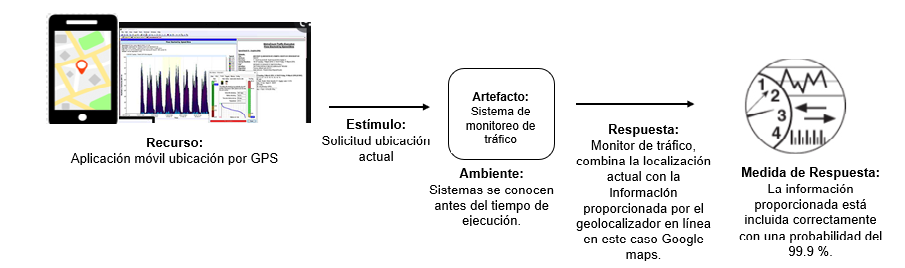 Recurso:
Aplicación móvil ubicación por GPS
Estímulo:
Solicitud ubicación
actual
Artefacto:
Sistema de
monitoreo de
tráfico
Ambiente:
Sistemas se conocen
antes del tiempo de
ejecución.
Respuesta:
Monitor de tráfico,
combina la localización
actual con la
Información
proporcionada por el
geolocalizador en línea
en este caso Google
maps.
1
2
3
4
Medida de Respuesta:
La información
proporcionada está
incluida correctamente
con una probabilidad del
99.9 %.